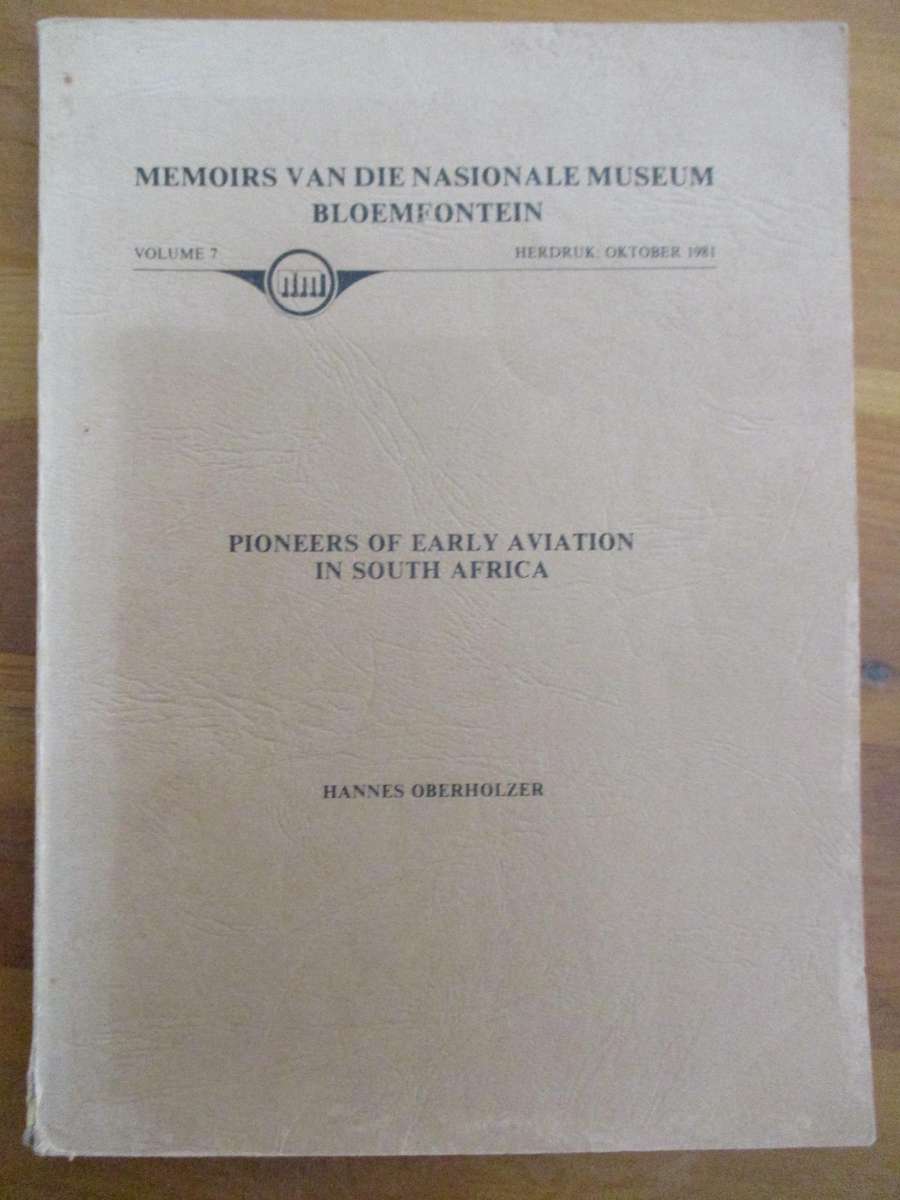 MEMOIRS VAN DIE NASIONALE MUSEUM
BLOEMFONTEIN
VOLUME 7 HERDRUK: OKTOBER 1981
PIONEERS OF EARLY AVIATION
IN SOUTH AFRICA
HANNES OBERHOLZER